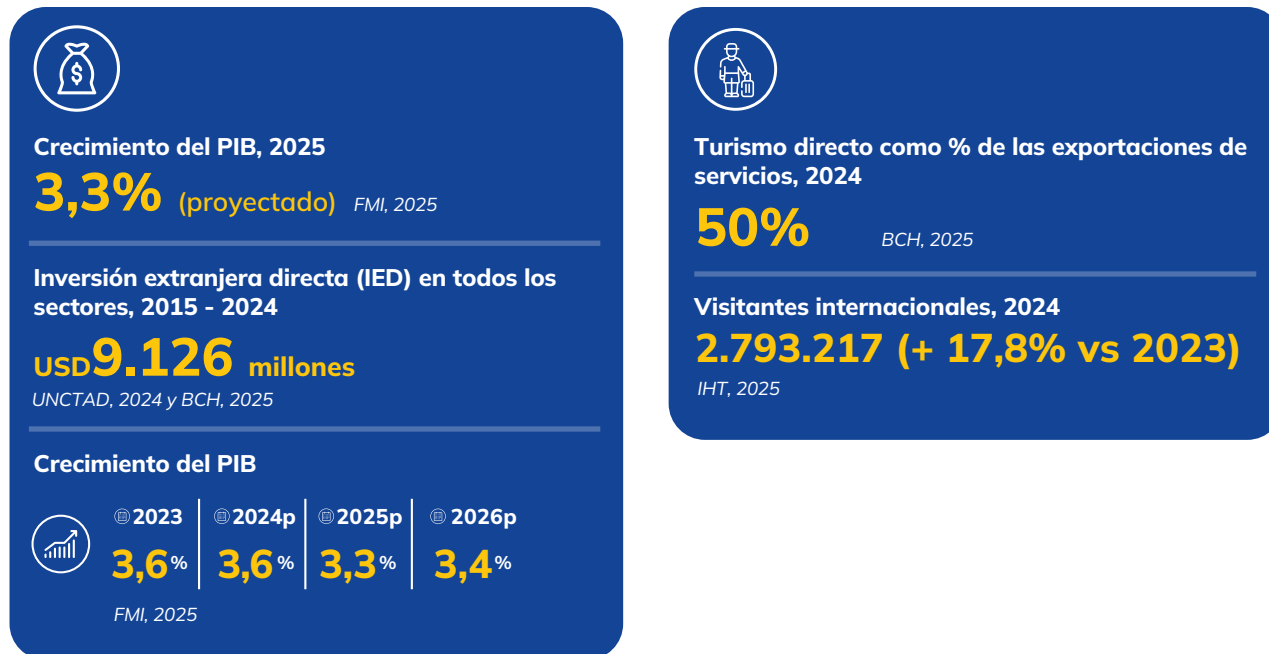 Crecimiento del PIB, 2025
3,3% (proyectado) FMI, 2025
Inversión extranjera directa (IED) en todos los
sectores, 2015 - 2024
USD9.126 millones
UNCTAD, 2024 y BCH, 2025
Crecimiento del PIB
2023 2024p 2025p 2026p
3,6% 3,6% 3,3% 3,4%
FMI, 2025
Turismo directo como % de las exportaciones de
servicios, 2024
50% BCH, 2025
Visitantes internacionales, 2024
2.793.217 (+ 17,8% vs 2023)
IHT, 2025